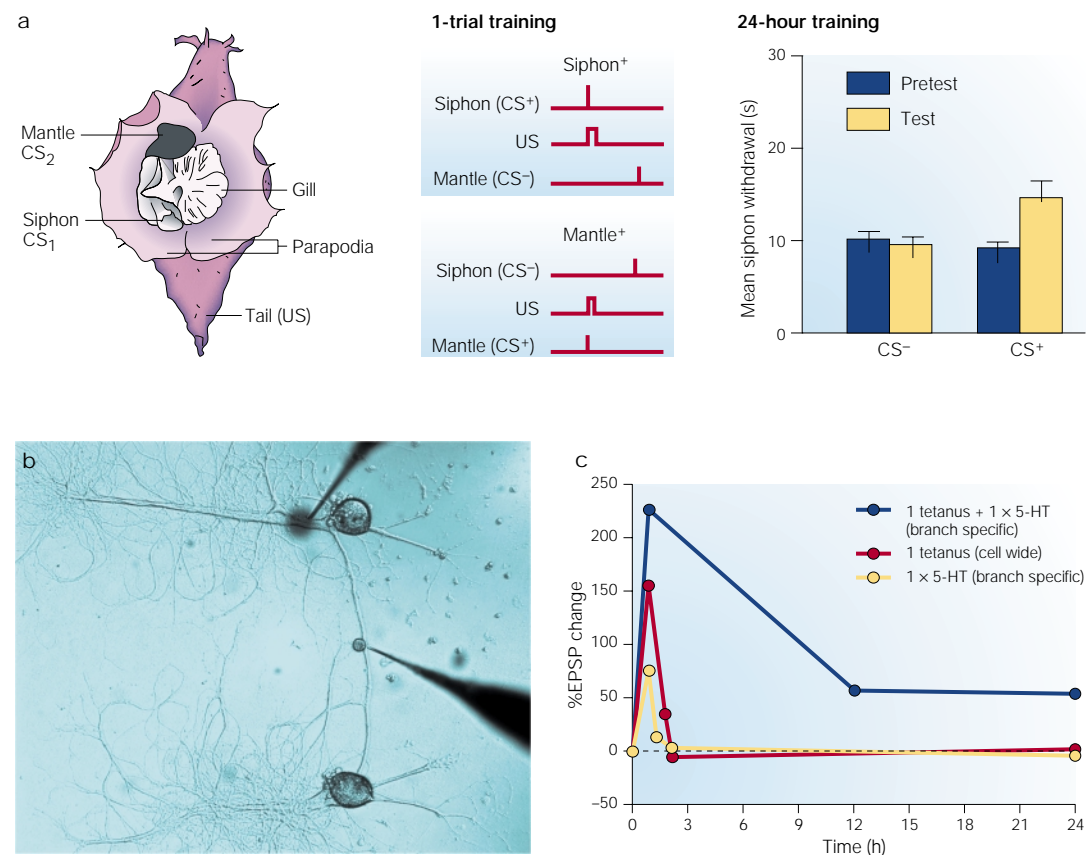 a
Mantle
CS2
Siphon
CS1
Gill
Parapodia
Tail (US)
1-trial training
Siphon+
Siphon (CS+)
US
Mantle (CS–)
Mantle+
Siphon (CS–)
US
Mantle (CS+)
24-hour training
Mean siphon withdrawal (s)
30
20
10
0
Pretest
Test
CS–
CS+
b
c
%EPSP change
250
200
150
100
50
0
–50
1 tetanus + 1 × 5-HT
(branch specific)
1 tetanus (cell wide)
1 × 5-HT (branch specific)
0 3 6 9 12 15 18 21 24
Time (h)